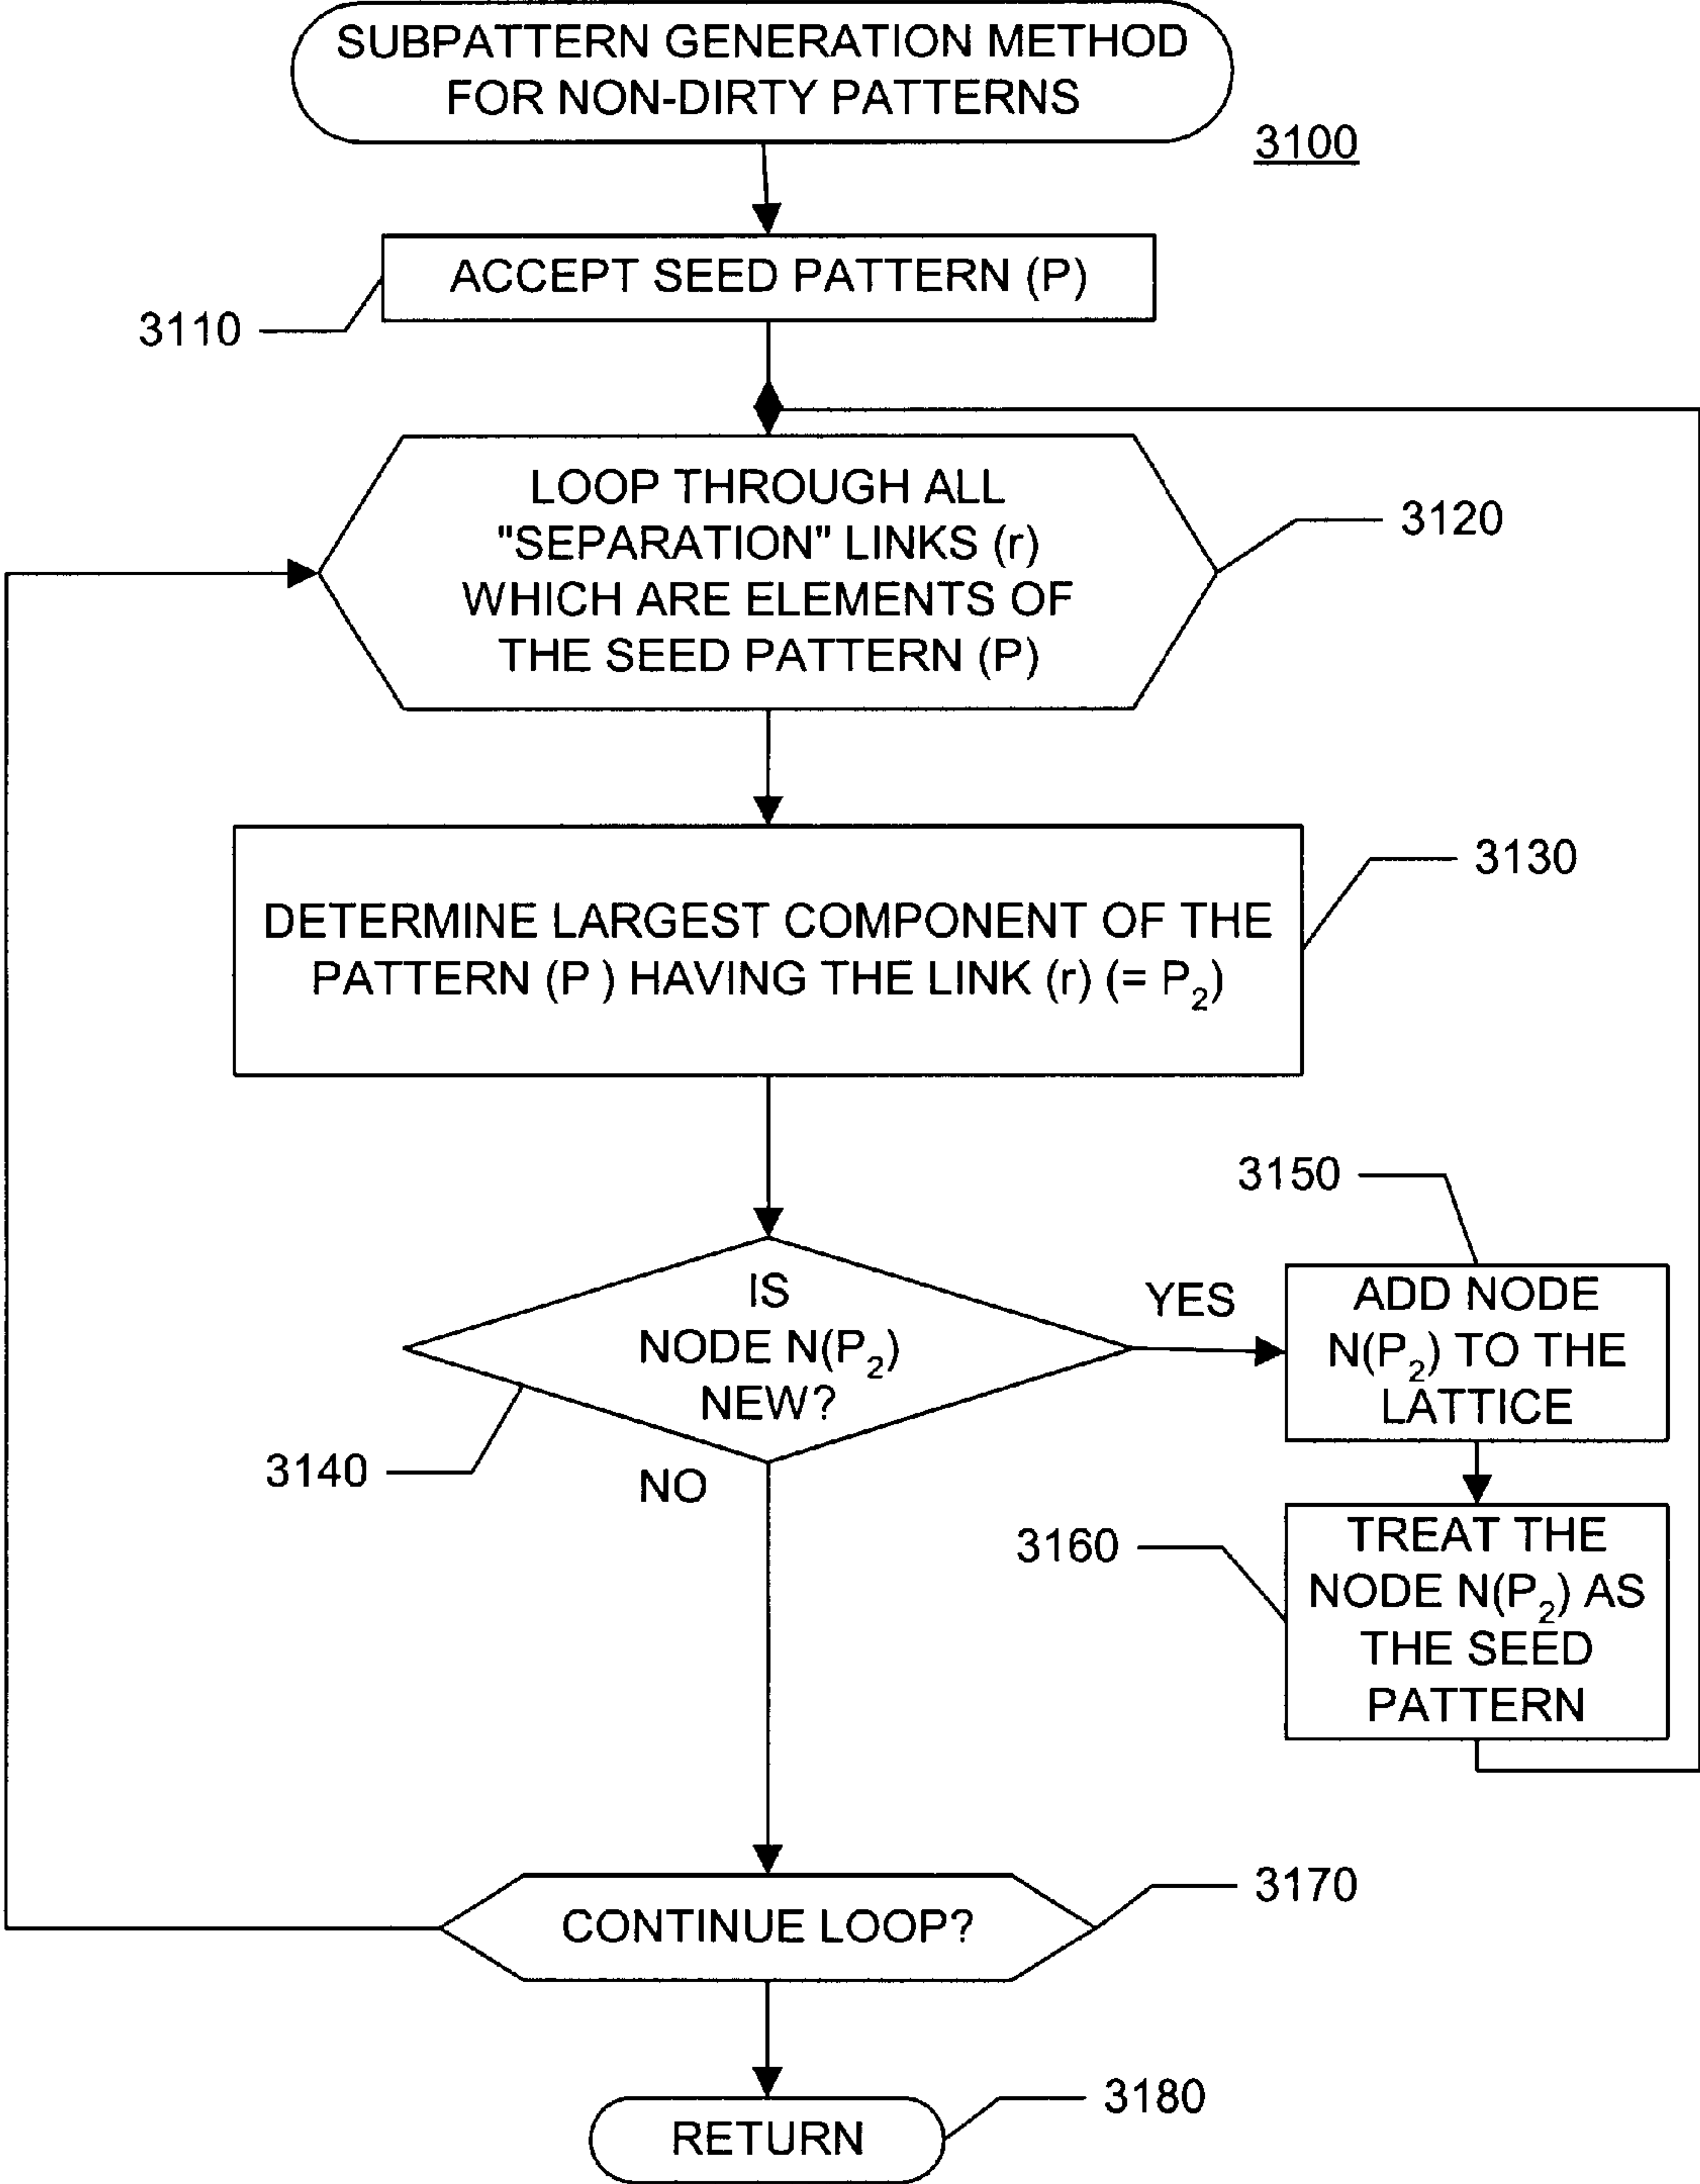 SUBPATTERN GENERATION METHOD
FOR NON-DIRTY PATTERNS
3100
ACCEPT SEED PATTERN (P)
3110
LOOP THROUGH ALL
"SEPARATION" LINKS (r)
WHICH ARE ELEMENTS OF
THE SEED PATTERN (P)
3120
3130
DETERMINE LARGEST COMPONENT OF THE
PATTERN (P ) HAVING THE LINK (r) (= P₂)
3150
IS
NODE N(P₂)
NEW?
YES
ADD NODE
N(P₂) TO THE
LATTICE
3140
NO
3160
TREAT THE
NODE N(P₂) AS
THE SEED
PATTERN
3170
CONTINUE LOOP?
3180
RETURN